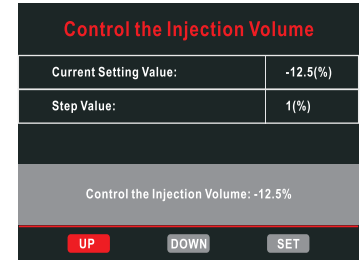 Control the Injection Volume
Current Setting Value: -12.5(%)
Step Value: 1(%)
Control the Injection Volume: -12.5%
UP DOWN SET